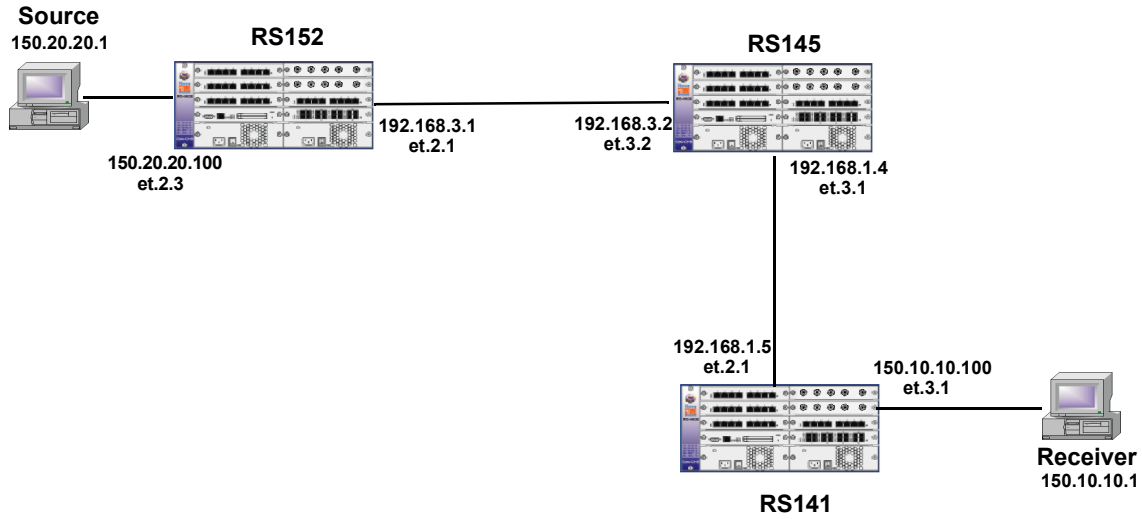 Source
150.20.20.1
RS152
RS145
192.168.3.1
et.2.1
192.168.3.2
et.3.2
150.20.20.100
et.2.3
192.168.1.4
et.3.1
192.168.1.5
et.2.1
150.10.10.100
et.3.1
Receiver
150.10.10.1
RS141